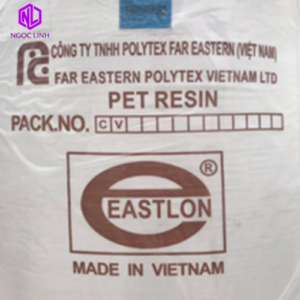 NL
NGOC LINH
CÔNG TY TNHH POLYTEX FAR EASTERN (VIỆT NAM)
FAR EASTERN POLYTEX VIETNAM LTD
PET RESIN
PACK.NO. C V
EASTLON ®
MADE IN VIETNAM